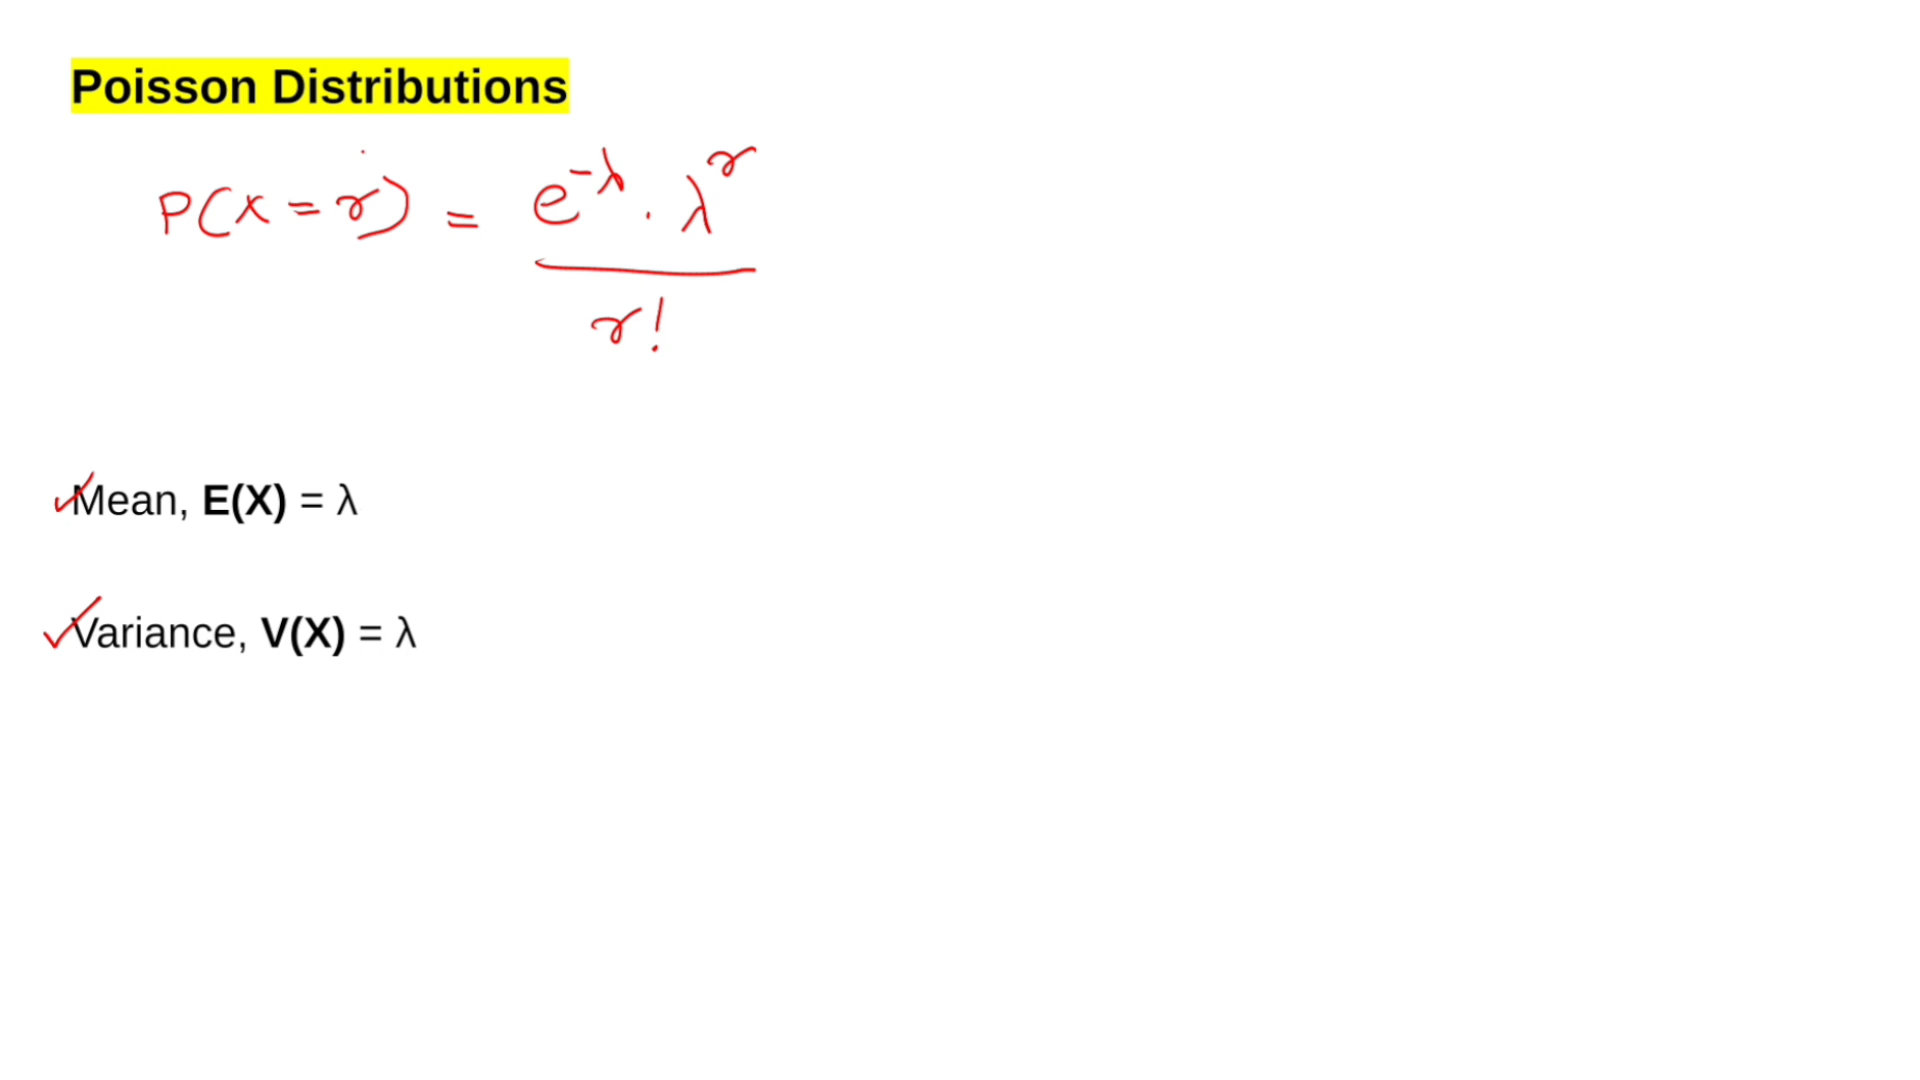 Poisson Distributions
P(x = r) = e^{-λ} · λ^r / r!
Mean, E(X) = λ
Variance, V(X) = λ